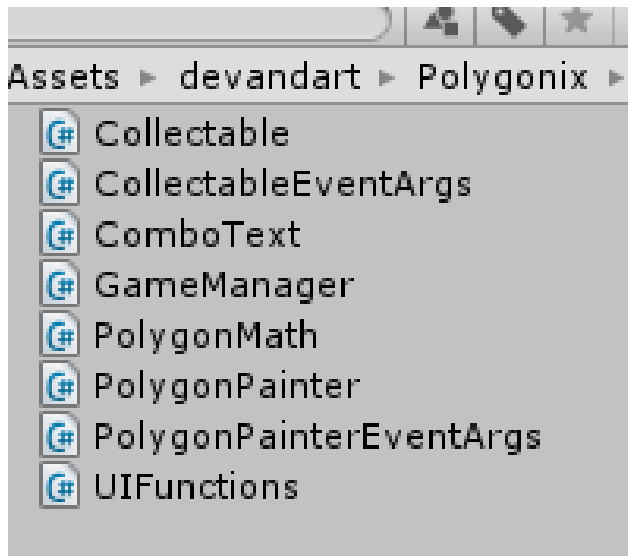 Assets ▸ devandart ▸ Polygonix ▸
Collectable
CollectableEventArgs
ComboText
GameManager
PolygonMath
PolygonPainter
PolygonPainterEventArgs
UIFunctions